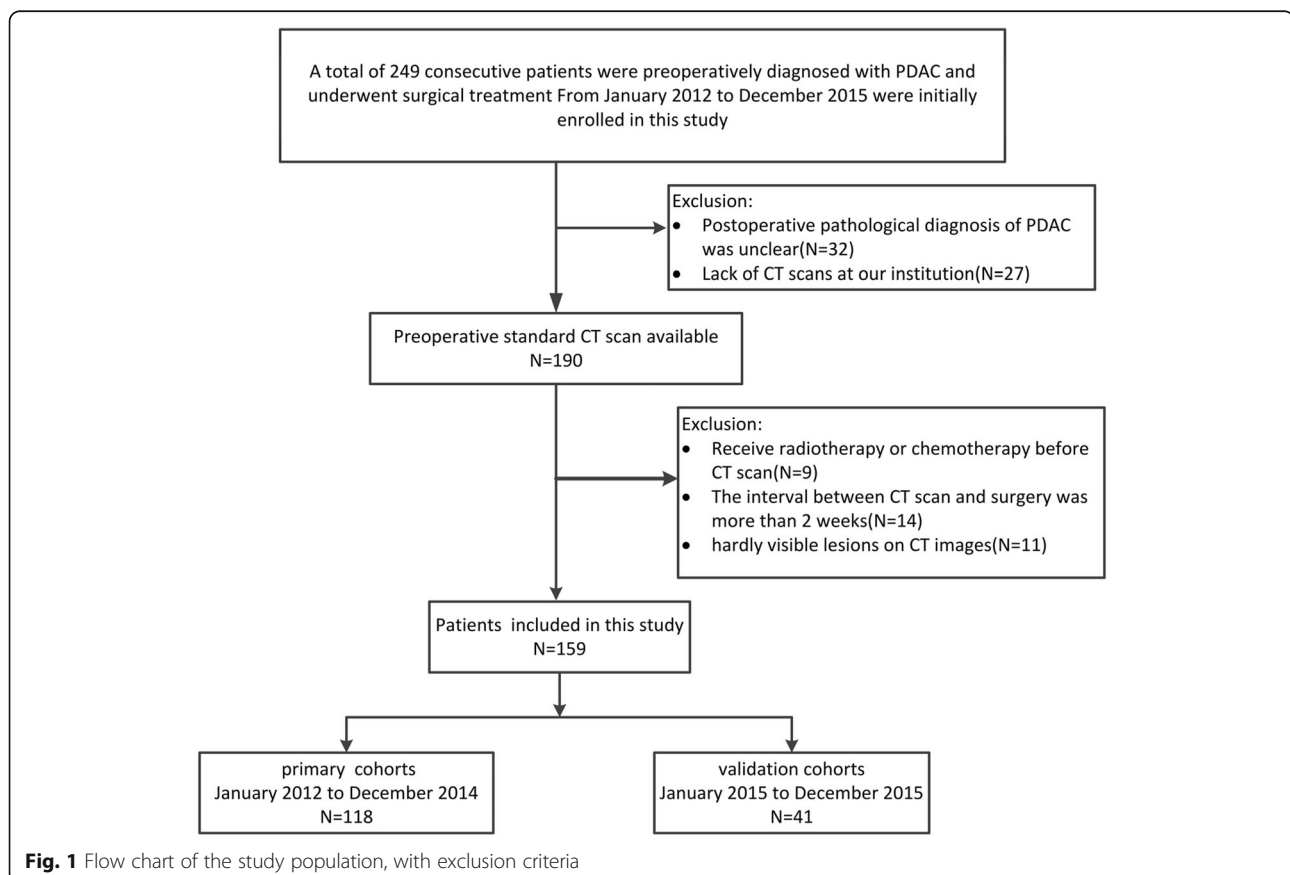 A total of 249 consecutive patients were preoperatively diagnosed with PDAC and
underwent surgical treatment From January 2012 to December 2015 were initially
enrolled in this study
Exclusion:
● Postoperative pathological diagnosis of PDAC
was unclear(N=32)
● Lack of CT scans at our institution(N=27)
Preoperative standard CT scan available
N=190
Exclusion:
● Receive radiotherapy or chemotherapy before
CT scan(N=9)
● The interval between CT scan and surgery was
more than 2 weeks(N=14)
● hardly visible lesions on CT images(N=11)
Patients included in this study
N=159
primary cohorts
January 2012 to December 2014
N=118
validation cohorts
January 2015 to December 2015
N=41
Fig. 1 Flow chart of the study population, with exclusion criteria